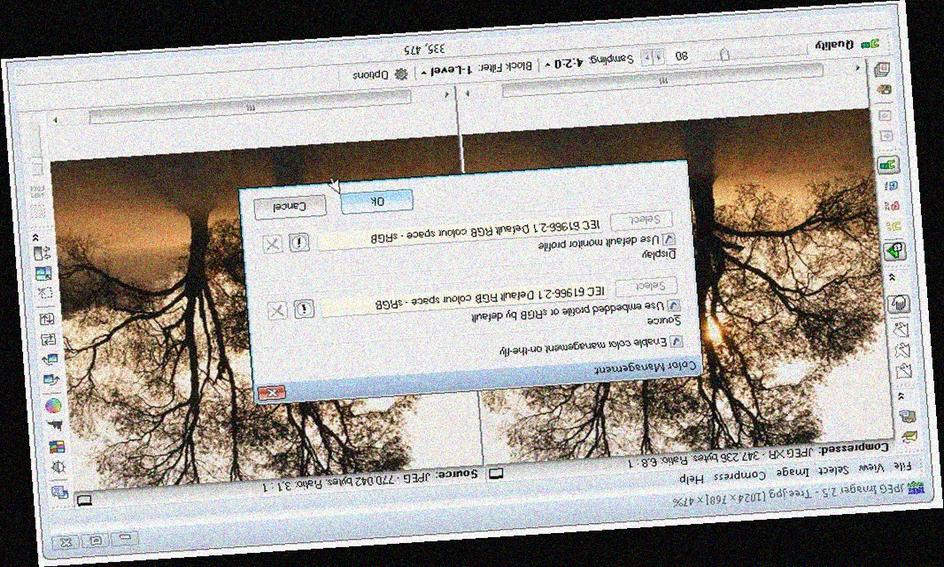 JPEG Imager 2.5 - Tree.jpg [1024 x 768] x 47%
File View Select Image Compress Help
Compressed: JPEG XR · 347.236 bytes Ratio: 6.8 : 1
Source: JPEG · 770.042 bytes Ratio: 3.1 : 1
Color Management
Enable color management on-the-fly
Source
Use embedded profile or sRGB by default
Select
IEC 61966-2.1 Default RGB colour space - sRGB
Display
Use default monitor profile
Select
IEC 61966-2.1 Default RGB colour space - sRGB
Ok
Cancel
Quality
80
Sampling: 4:2:0
Block Filter: 1-Level
Options
335, 475